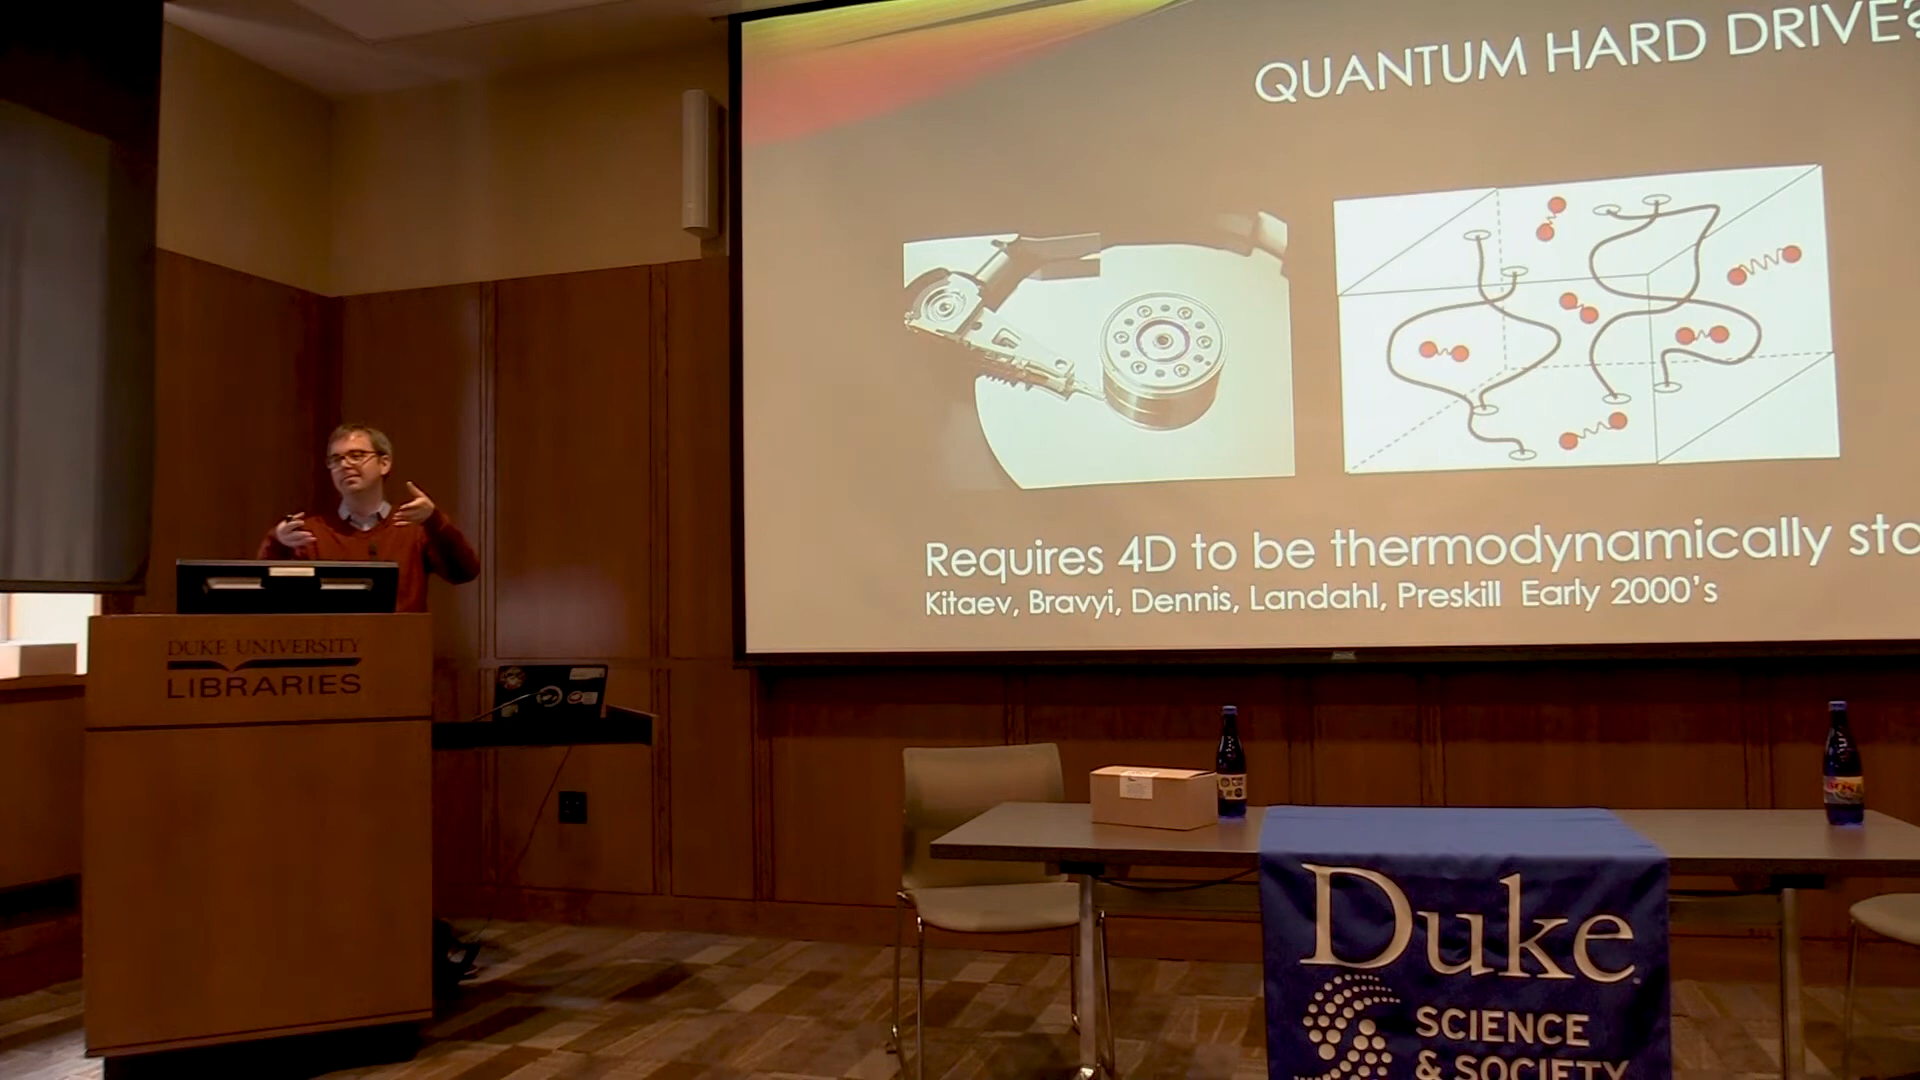 QUANTUM HARD DRIVE?
Requires 4D to be thermodynamically
Kitaev, Bravyi, Dennis, Landahl, Preskill Early 2000's
DUKE UNIVERSITY
LIBRARIES
Duke
SCIENCE
& SOCIETY